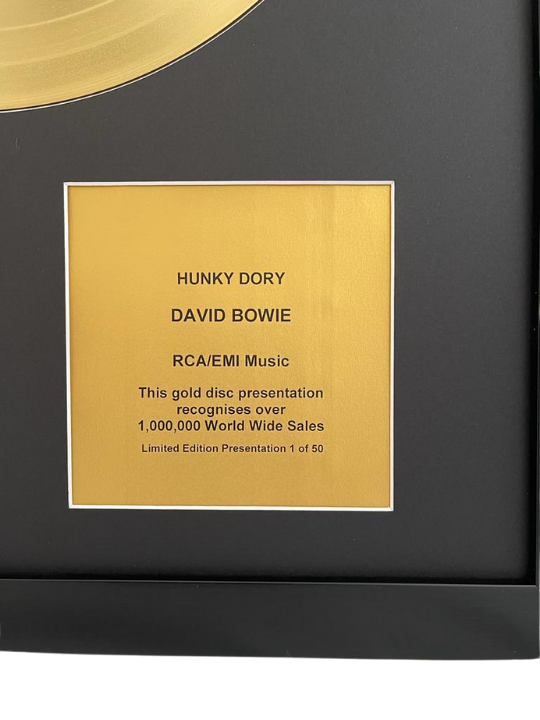 HUNKY DORY
DAVID BOWIE
RCA/EMI Music
This gold disc presentation
recognises over
1,000,000 World Wide Sales
Limited Edition Presentation 1 of 50